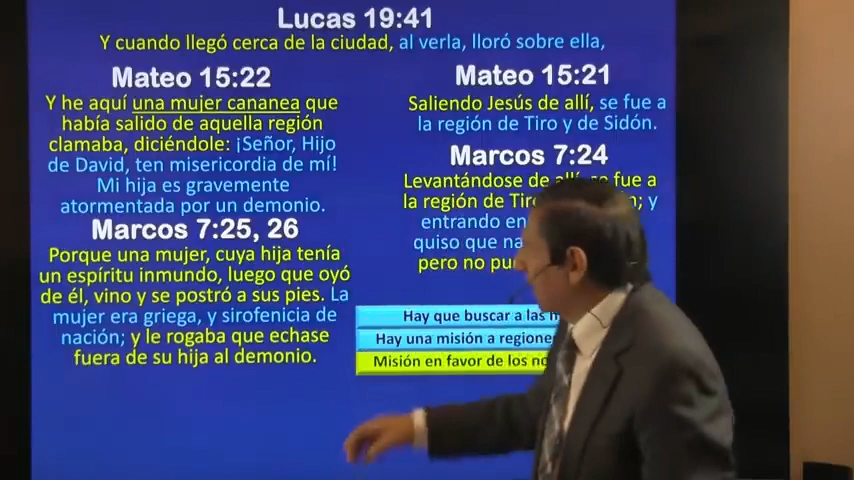 Lucas 19:41
Y cuando llegó cerca de la ciudad, al verla, lloró sobre ella,
Mateo 15:22
Y he aquí una mujer cananea que
había salido de aquella región
clamaba, diciéndole: ¡Señor, Hijo
de David, ten misericordia de mí!
Mi hija es gravemente
atormentada por un demonio.
Marcos 7:25, 26
Porque una mujer, cuya hija tenía
un espíritu inmundo, luego que oyó
de él, vino y se postró a sus pies. La
mujer era griega, y sirofenicia de
nación; y le rogaba que echase
fuera de su hija al demonio.
Mateo 15:21
Saliendo Jesús de allí, se fue a
la región de Tiro y de Sidón.
Marcos 7:24
Levantándose de allí, se fue a
la región de Tiro y
entrando en
quiso que
pero no
Hay que buscar a las
Hay una misión a
Misión en favor de los